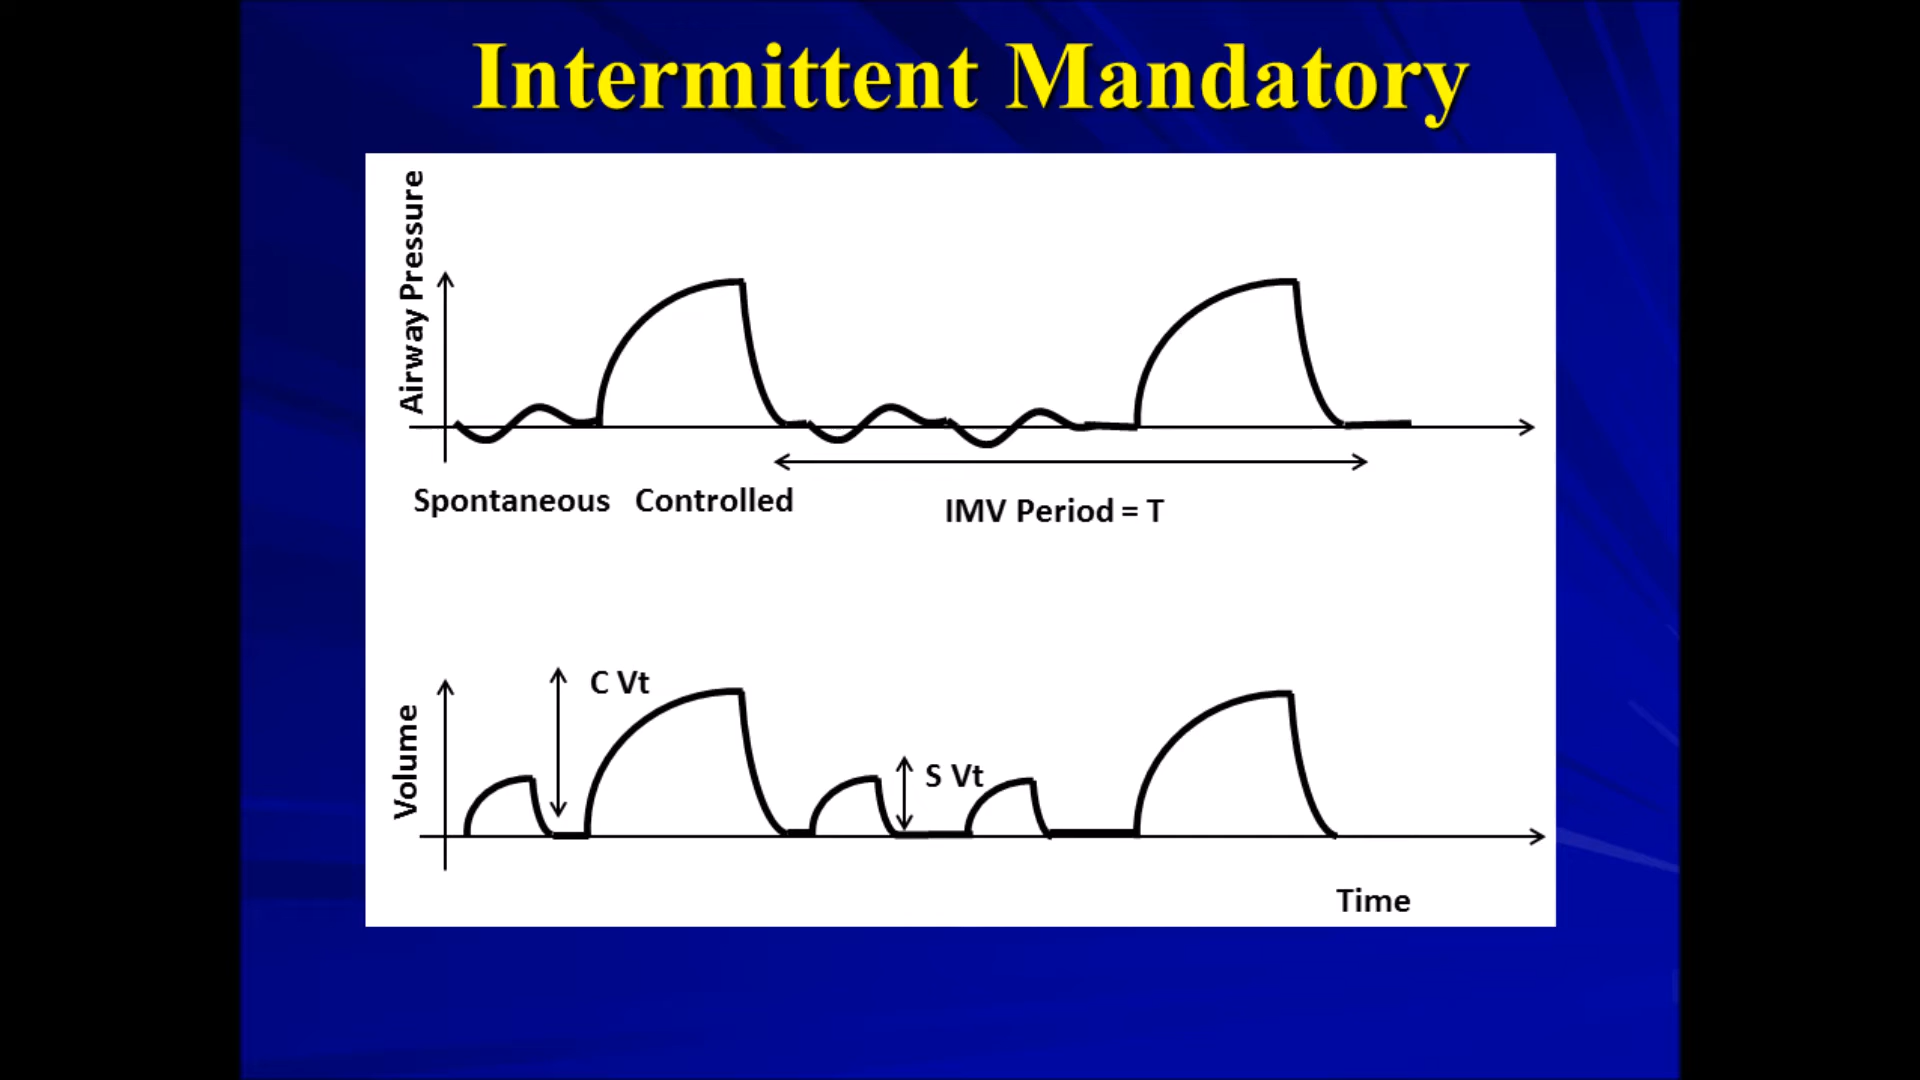 Intermittent Mandatory
Airway Pressure
Spontaneous Controlled
IMV Period = T
C Vt
S Vt
Volume
Time